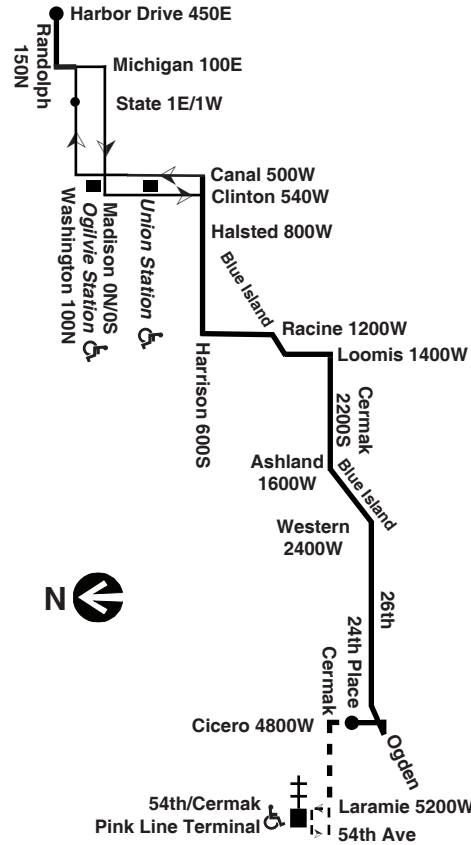 Harbor Drive 450E
Randolph
150N
Michigan 100E
State 1E/1W
Canal 500W
Clinton 540W
Halsted 800W
Washington 100N
Ogilvie Station
Madison 0N/0S
Union Station
Blue Island
Harrison 600S
Racine 1200W
Loomis 1400W
Cermak
2200S
Ashland
1600W
Blue Island
Western
2400W
N
26th
24th Place
Cermak
Cicero 4800W
Ogden
54th/Cermak
Pink Line Terminal
Laramie 5200W
54th Ave